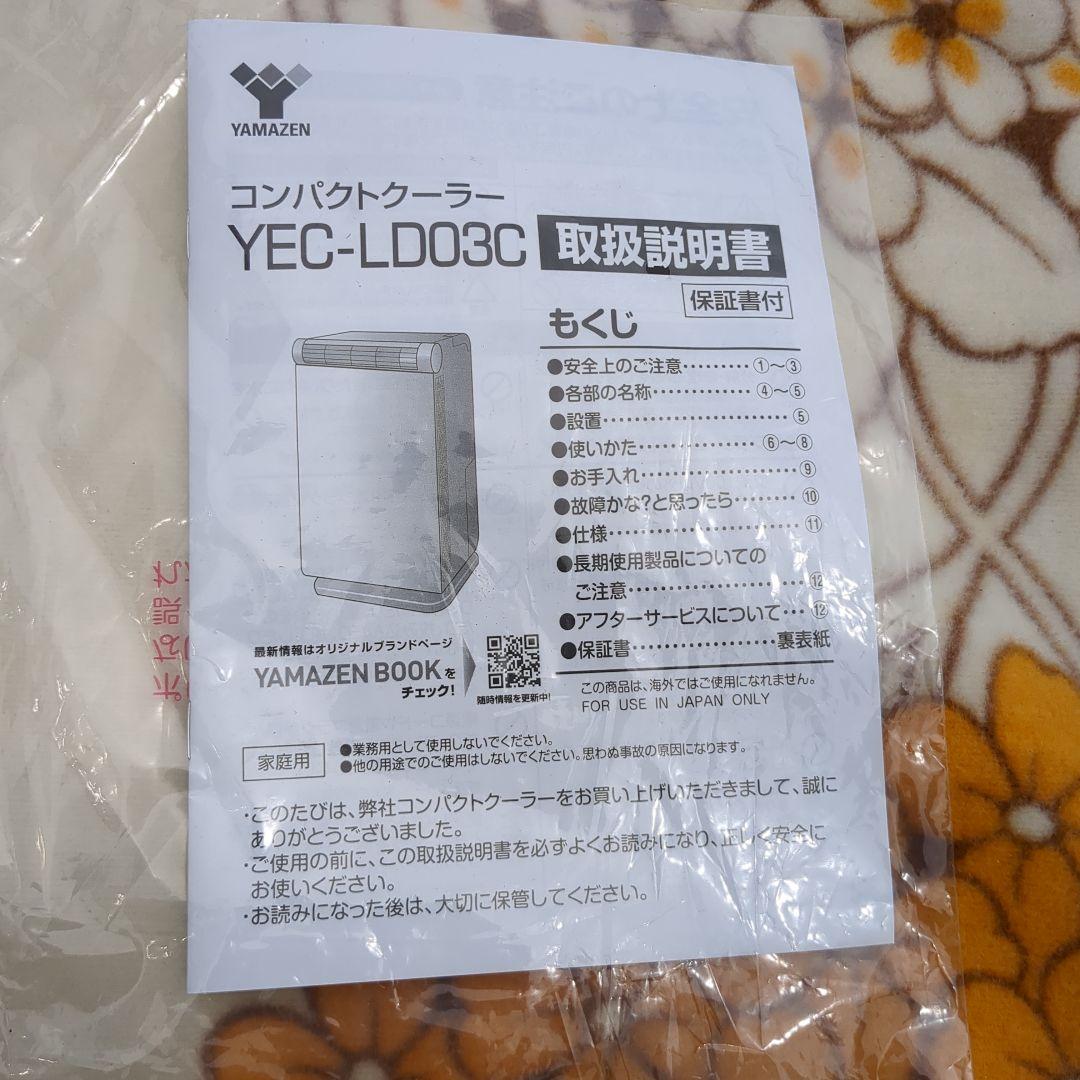 YAMAZEN
コンパクトクーラー
YEC-LD03C 取扱説明書
保証書付
もくじ
●安全上のご注意・・・・・・・・・ ①～③
●各部の名称・・・・・・・・・・・・・・ ④～⑤
●設置・・・・・・・・・・・・・・・・・・・・・・・・ ⑤
●使いかた・・・・・・・・・・・・・・・ ⑥～⑧
●お手入れ・・・・・・・・・・・・・・・・・・・・ ⑨
●故障かな?と思ったら・・・・・・・・ ⑩
●仕様・・・・・・・・・・・・・・・・・・・・・・・・ ⑪
●長期使用製品についての
ご注意・・・・・・・・・・・・・・・・・・・・ ⑫
●アフターサービスについて・・・ ⑫
●保証書・・・・・・・・・・・・・・・・・・裏表紙
この商品は、海外ではご使用になれません。
FOR USE IN JAPAN ONLY
最新情報はオリジナルブランドページ
YAMAZEN BOOKを
チェック!
随時情報を更新中!
家庭用
●業務用として使用しないでください。
●他の用途でのご使用はしないでください。思わぬ事故の原因になります。
・このたびは、弊社コンパクトクーラーをお買い上げいただきまして、誠に
ありがとうございました。
・ご使用の前に、この取扱説明書を必ずよくお読みになり、正しく安全に
お使いください。
・お読みになった後は、大切に保管してください。